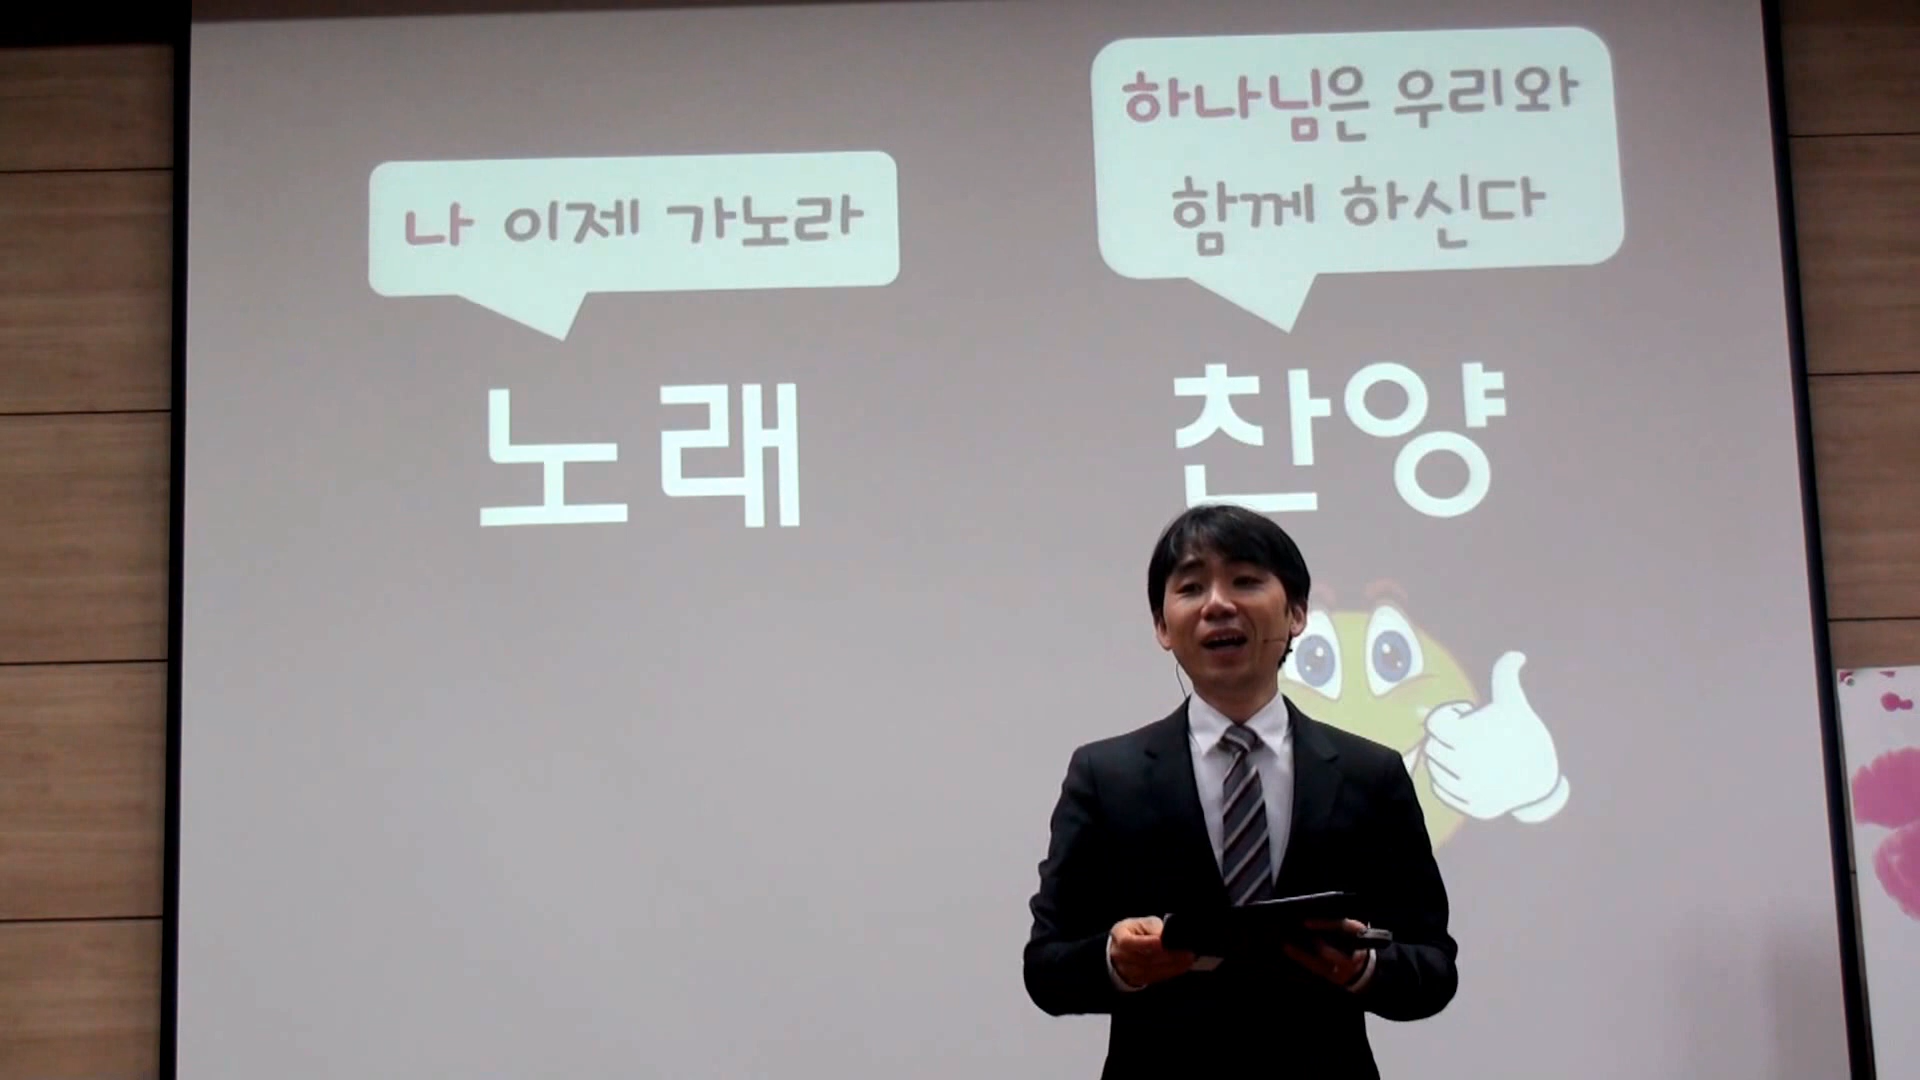 나 이제 가노라
노래
하나님은 우리와
함께 하신다
찬양